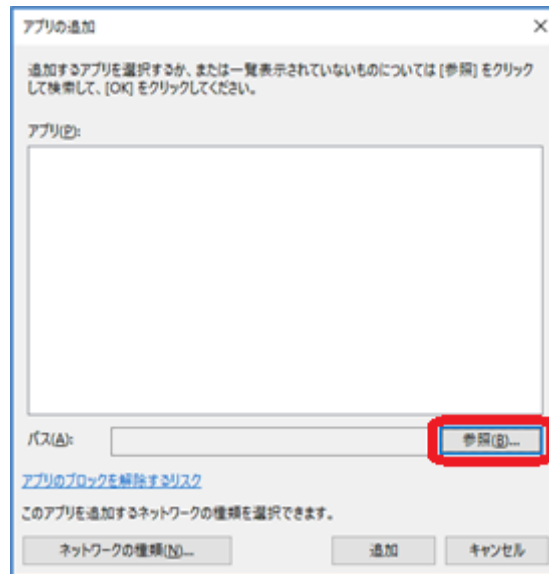 アプリの追加
追加するアプリを選択するか、または一覧表示されていないものについては [参照] をクリック
して検索して、[OK] をクリックしてください。
アプリ(P):
パス(A):
参照(B)...
アプリのブロックを解除するリスク
このアプリを追加するネットワークの種類を選択できます。
ネットワークの種類(N)...
追加
キャンセル